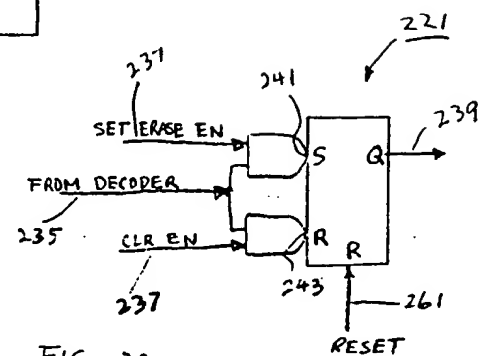 221
237
241
239
SET ERASE EN
S
Q
FROM DECODER
235
CLR EN
R
R
237
243
261
RESET